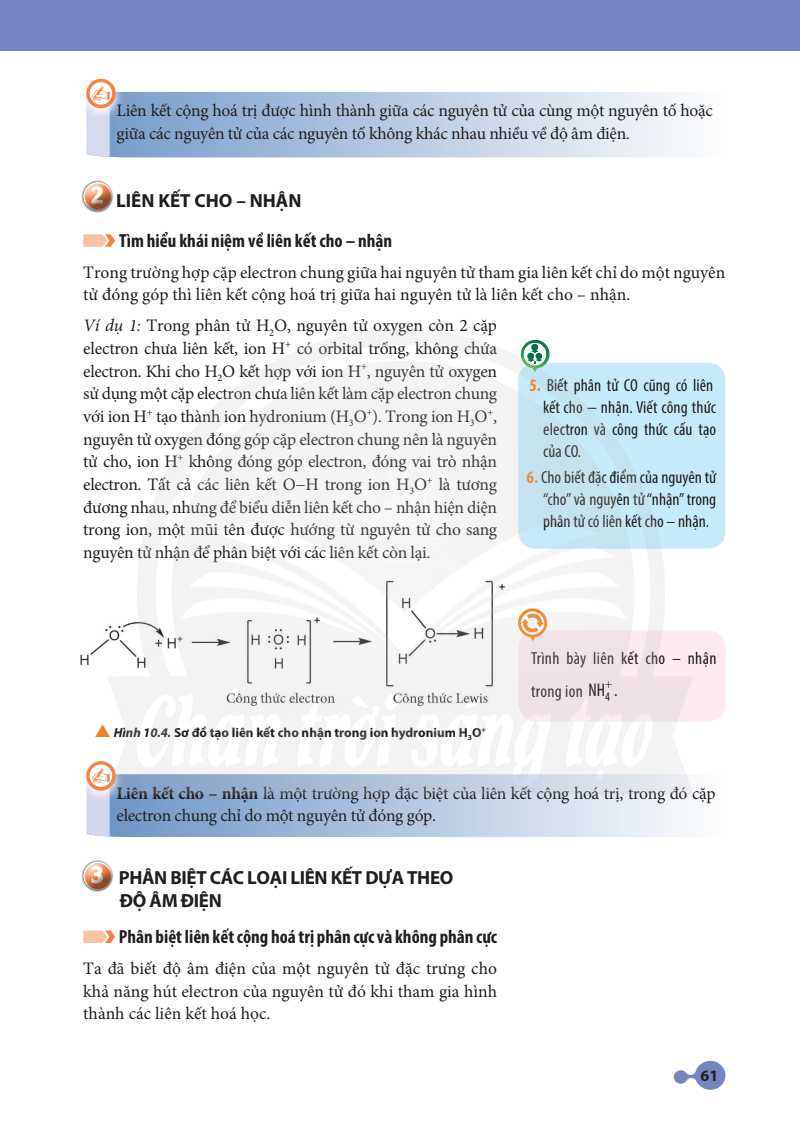 Liên kết cộng hoá trị được hình thành giữa các nguyên tử của cùng một nguyên tố hoặc
giữa các nguyên tử của các nguyên tố không khác nhau nhiều về độ âm điện.
2 LIÊN KẾT CHO – NHẬN
Tìm hiểu khái niệm về liên kết cho – nhận
Trong trường hợp cặp electron chung giữa hai nguyên tử tham gia liên kết chỉ do một nguyên
tử đóng góp thì liên kết cộng hoá trị giữa hai nguyên tử là liên kết cho – nhận.
Ví dụ 1: Trong phân tử H₂O, nguyên tử oxygen còn 2 cặp
electron chưa liên kết, ion H⁺ có orbital trống, không chứa
electron. Khi cho H₂O kết hợp với ion H⁺, nguyên tử oxygen
sử dụng một cặp electron chưa liên kết làm cặp electron chung
với ion H⁺ tạo thành ion hydronium (H₃O⁺). Trong ion H₃O⁺,
nguyên tử oxygen đóng góp cặp electron chung nên là nguyên
tử cho, ion H⁺ không đóng góp electron, đóng vai trò nhận
electron. Tất cả các liên kết O–H trong ion H₃O⁺ là tương
đương nhau, nhưng để biểu diễn liên kết cho – nhận hiện diện
trong ion, một mũi tên được hướng từ nguyên tử cho sang
nguyên tử nhận để phân biệt với các liên kết còn lại.
5. Biết phân tử CO cũng có liên
kết cho – nhận. Viết công thức
electron và công thức cấu tạo
của CO.
6. Cho biết đặc điểm của nguyên tử
“cho” và nguyên tử “nhận” trong
phân tử có liên kết cho – nhận.
O
H H
+ H⁺
H :O: H
H
+
H
O H
H
+
Công thức electron
Công thức Lewis
Hình 10.4. Sơ đồ tạo liên kết cho nhận trong ion hydronium H₃O⁺
Trình bày liên kết cho – nhận
trong ion NH₄⁺.
Chân trời sáng tạo
Liên kết cho – nhận là một trường hợp đặc biệt của liên kết cộng hoá trị, trong đó cặp
electron chung chỉ do một nguyên tử đóng góp.
3 PHÂN BIỆT CÁC LOẠI LIÊN KẾT DỰA THEO
ĐỘ ÂM ĐIỆN
Phân biệt liên kết cộng hoá trị phân cực và không phân cực
Ta đã biết độ âm điện của một nguyên tử đặc trưng cho
khả năng hút electron của nguyên tử đó khi tham gia hình
thành các liên kết hoá học.
61